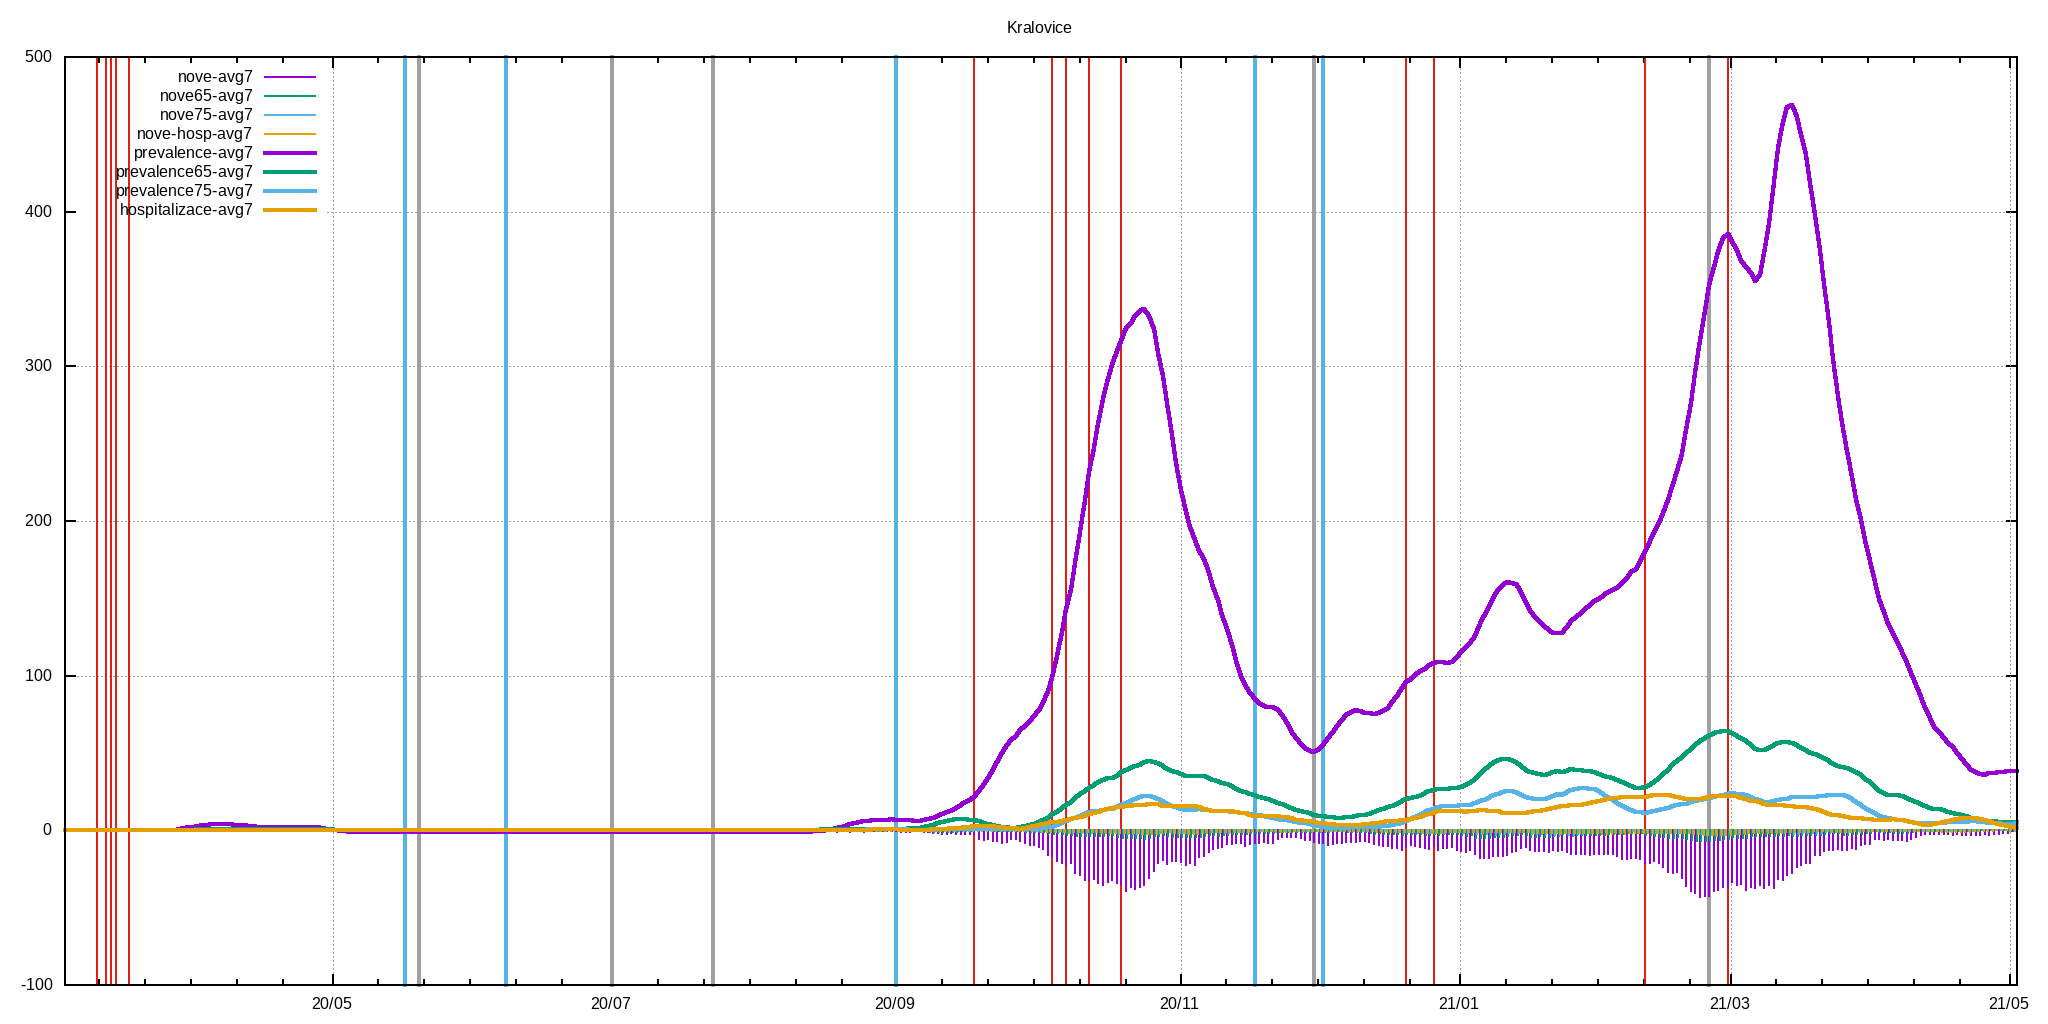 Kralovice
500
nove-avg7
nove65-avg7
nove75-avg7
nove-hosp-avg7
prevalence-avg7
prevalence65-avg7
prevalence75-avg7
hospitalizace-avg7
400
300
200
100
0
-100
20/05
20/07
20/09
20/11
21/01
21/03
21/05